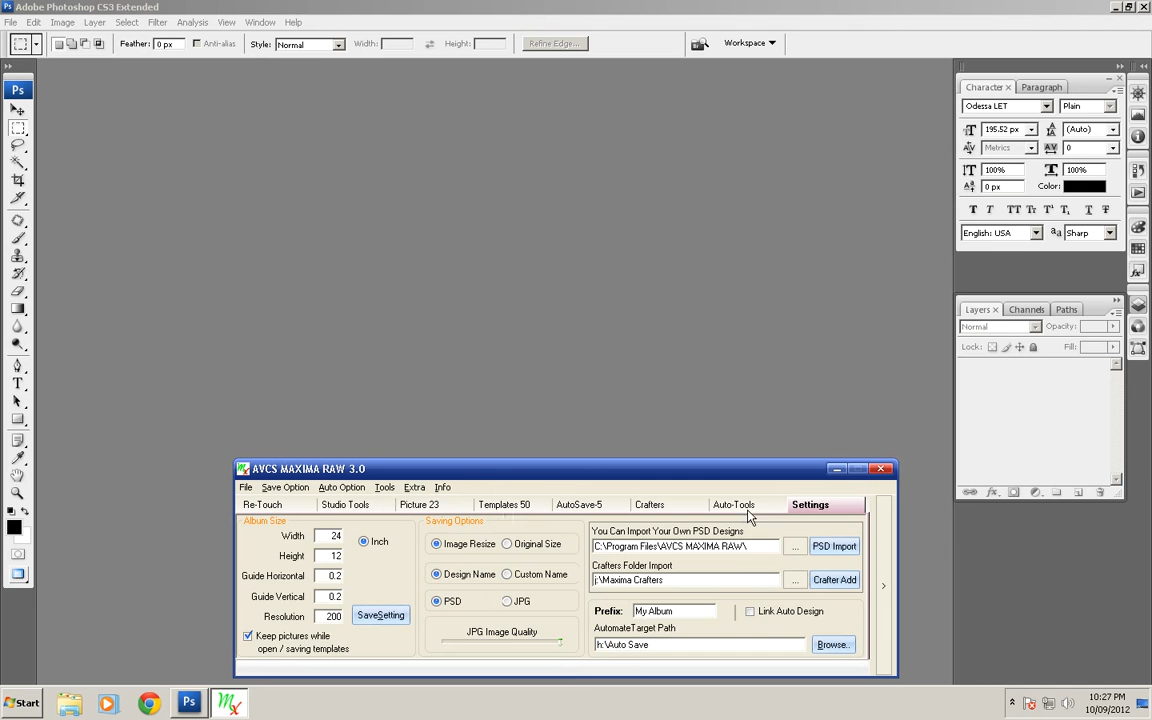 Adobe Photoshop CS3 Extended
File Edit Image Layer Select Filter Analysis View Window Help
Feather: 0 px Anti-alias Style: Normal Width: Height: Refine Edge... Workspace
Ps
Character Paragraph
Odessa LET Plain
195.52 px (Auto)
Metrics 0
100% 100%
0 px Color:
T T TT Tr T¹ T₁ T T
English: USA aa Sharp
Layers Channels Paths
Normal Opacity:
Lock: Fill:
AVCS MAXIMA RAW 3.0
File Save Option Auto Option Tools Extra Info
Re-Touch Studio Tools Picture 23 Templates 50 AutoSave-5 Crafters Auto-Tools Settings
Album Size
Width 24 Inch
Height 12
Guide Horizontal 0.2
Guide Vertical 0.2
Resolution 200 SaveSetting
Keep pictures while
open / saving templates
Saving Options
Image Resize Original Size
Design Name Custom Name
PSD JPG
JPG Image Quality
You Can Import Your Own PSD Designs
C:\Program Files\AVCS MAXIMA RAW\ ... PSD Import
Crafters Folder Import
j:\Maxima Crafters ... Crafter Add
Prefix: My Album Link Auto Design
AutomateTarget Path
h:\Auto Save Browse..
Start Ps Mx 10:27 PM
10/09/2012